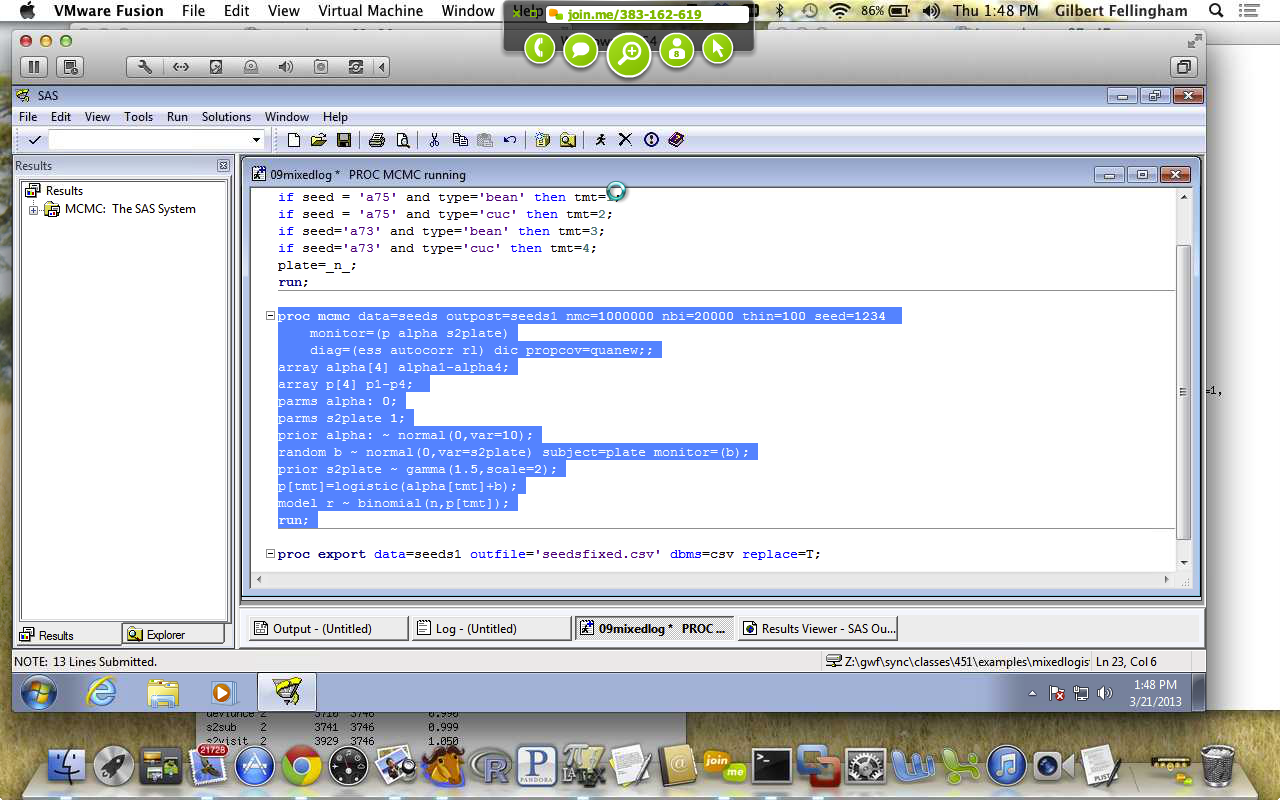 VMware Fusion File Edit View Virtual Machine Window Help join.me/383-162-619 86% Thu 1:48 PM Gilbert Fellingham
8
SAS
File Edit View Tools Run Solutions Window Help
Results
Results
MCMC: The SAS System
09mixedlog * PROC MCMC running
if seed = 'a75' and type='bean' then tmt=
if seed = 'a75' and type='cuc' then tmt=2;
if seed='a73' and type='bean' then tmt=3;
if seed='a73' and type='cuc' then tmt=4;
plate=_n_;
run;
proc mcmc data=seeds outpost=seeds1 nmc=1000000 nbi=20000 thin=100 seed=1234
monitor=(p alpha s2plate)
diag=(ess autocorr rl) dic propcov=quanew;;
array alpha[4] alpha1-alpha4;
array p[4] p1-p4;
parms alpha: 0;
parms s2plate 1;
prior alpha: ~ normal(0,var=10);
random b ~ normal(0,var=s2plate) subject=plate monitor=(b);
prior s2plate ~ gamma(1.5,scale=2);
p[tmt]=logistic(alpha[tmt]+b);
model r ~ binomial(n,p[tmt]);
run;
proc export data=seeds1 outfile='seedsfixed.csv' dbms=csv replace=T;
=1,
Results Explorer
Output - (Untitled) Log - (Untitled) 09mixedlog * PROC ... Results Viewer - SAS Ou...
NOTE: 13 Lines Submitted. Z:\gwf\sync\classes\451\examples\mixedlogis Ln 23, Col 6
1:48 PM
3/21/2013
deviance 2 3718 3746 0.996
s2sub 2 3741 3746 0.999
s2visit 2 3929 3746 1.050
21728
PANDORA
LATEX
join me
PLIST